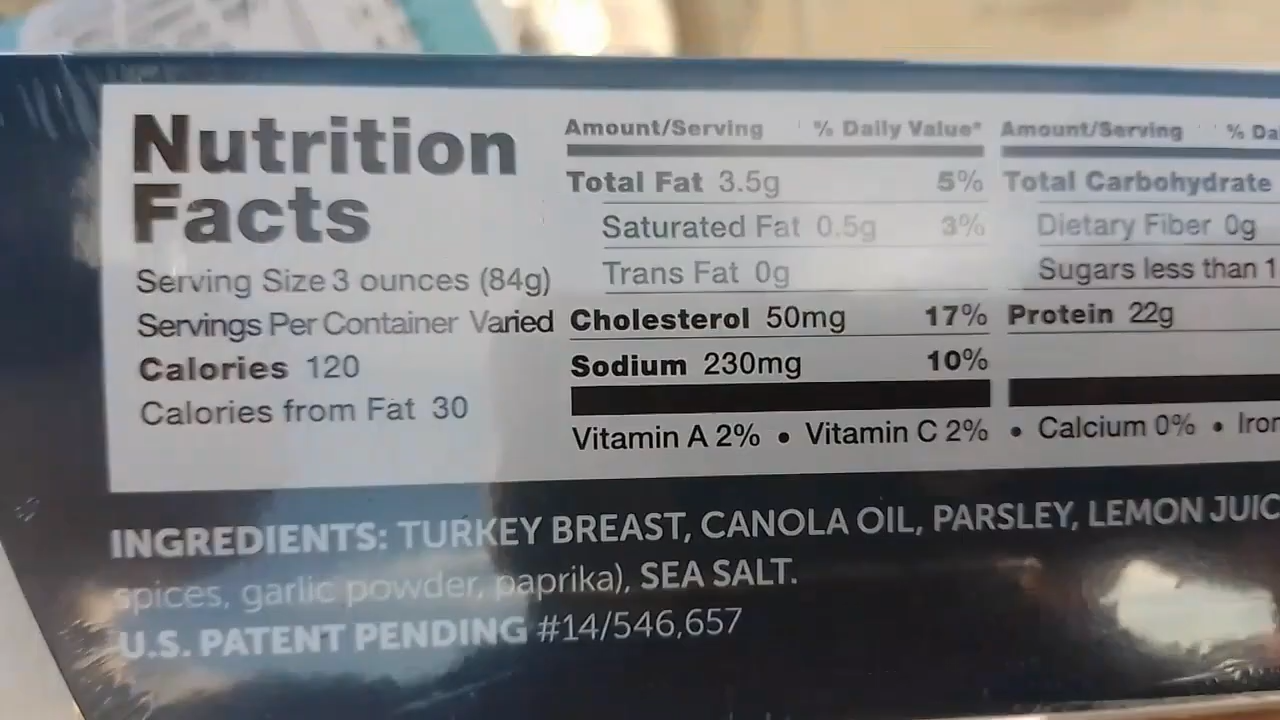 Nutrition
Facts
Serving Size 3 ounces (84g)
Servings Per Container Varied
Calories 120
Calories from Fat 30
Amount/Serving % Daily Value*
Total Fat 3.5g 5%
Saturated Fat 0.5g 3%
Trans Fat 0g
Cholesterol 50mg 17%
Sodium 230mg 10%
Amount/Serving % Da
Total Carbohydrate
Dietary Fiber 0g
Sugars less than 1
Protein 22g
Vitamin A 2% • Vitamin C 2% • Calcium 0% • Iron
INGREDIENTS: TURKEY BREAST, CANOLA OIL, PARSLEY, LEMON JUIC
spices, garlic powder, paprika), SEA SALT.
U.S. PATENT PENDING #14/546,657